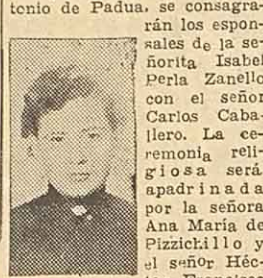 tonio de Padua, se consagra-
rán los espon-
sales de la se-
ñorita Isabel
Perla Zanello
con el señor
Carlos Caba-
llero. La ce-
remonia reli-
giosa será
apadrinada
por la señora
Ana María de
Pizzichillo y
el señor Héc-